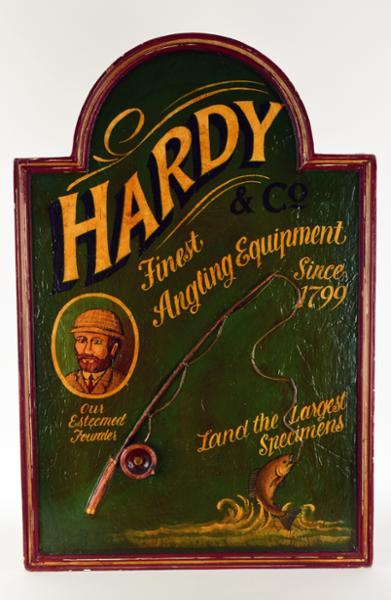 HARDY
& Co
Finest
Angling Equipment
Since
1799
Our
Esteemed
Founder
Land the Largest
Specimens